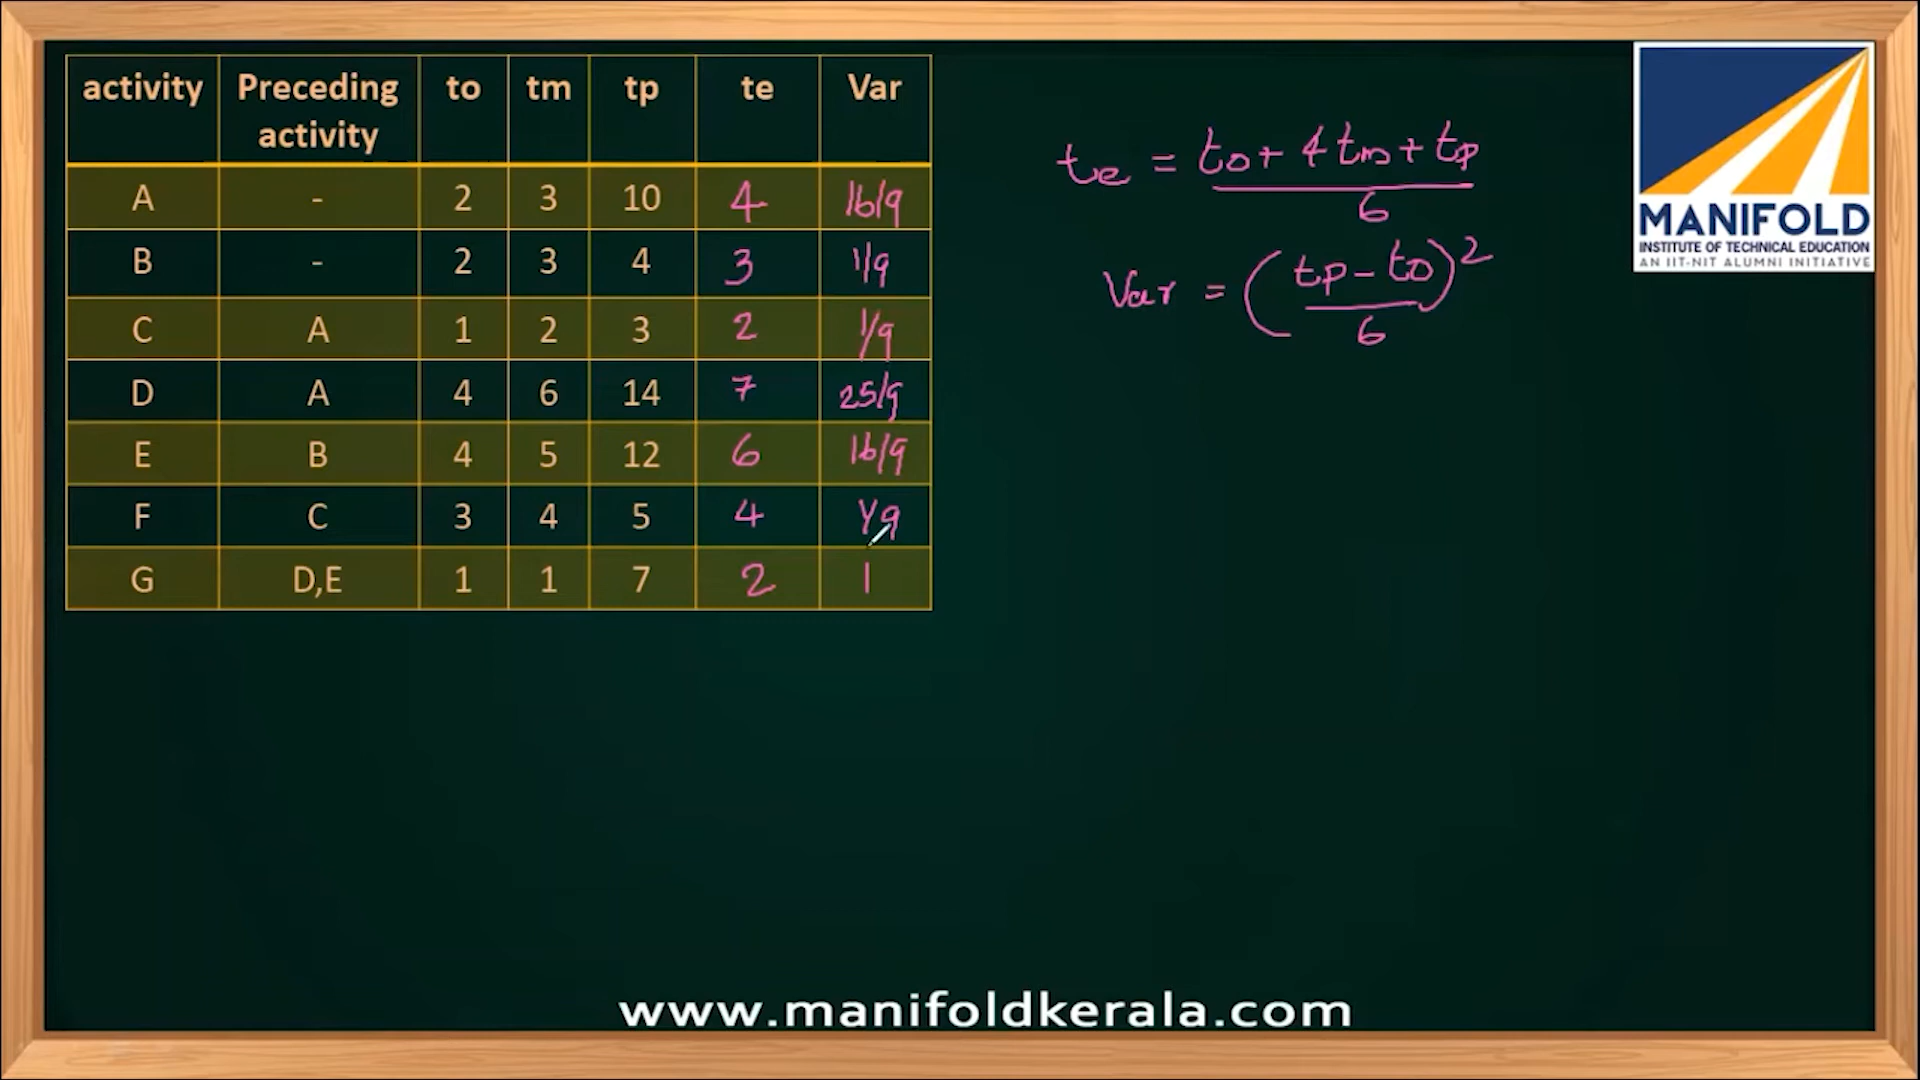 activity Preceding activity to tm tp te Var
A - 2 3 10 4 16/9
B - 2 3 4 3 1/9
C A 1 2 3 2 1/9
D A 4 6 14 7 25/9
E B 4 5 12 6 16/9
F C 3 4 5 4 1/9
G D,E 1 1 7 2 1
te = to + 4tm + tp / 6
Var = (tp - to / 6)²
MANIFOLD
INSTITUTE OF TECHNICAL EDUCATION
AN IIT-NIT ALUMNI INITIATIVE
www.manifoldkerala.com